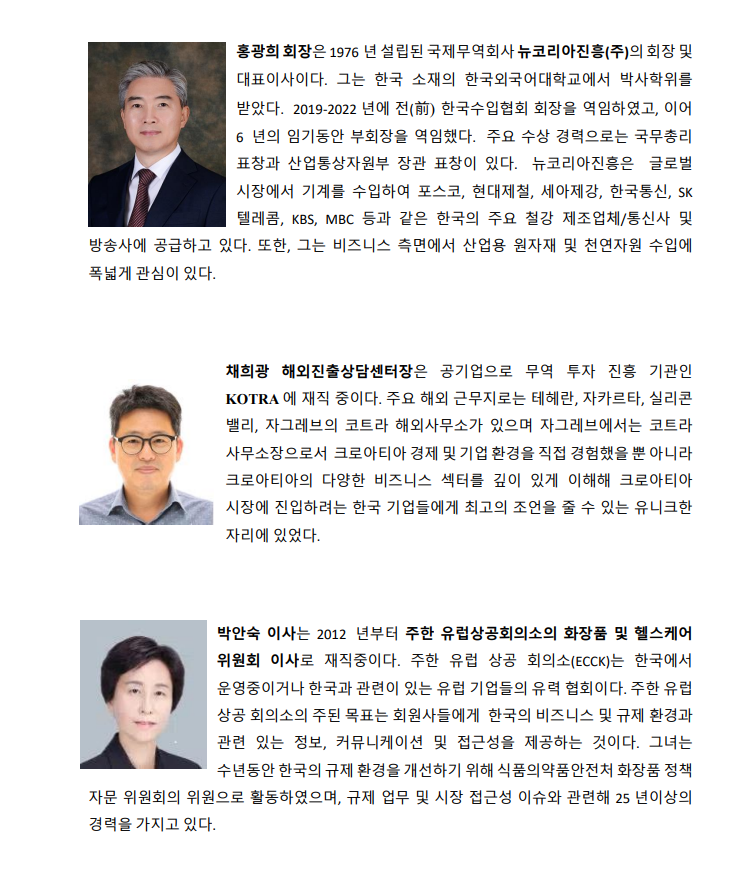 홍광희 회장은 1976 년 설립된 국제무역회사 뉴코리아진흥(주)의 회장 및
대표이사이다. 그는 한국 소재의 한국외국어대학교에서 박사학위를
받았다. 2019-2022 년에 전(前) 한국수입협회 회장을 역임하였고, 이어
6 년의 임기동안 부회장을 역임했다. 주요 수상 경력으로는 국무총리
표창과 산업통상자원부 장관 표창이 있다. 뉴코리아진흥은 글로벌
시장에서 기계를 수입하여 포스코, 현대제철, 세아제강, 한국통신, SK
텔레콤, KBS, MBC 등과 같은 한국의 주요 철강 제조업체/통신사 및
방송사에 공급하고 있다. 또한, 그는 비즈니스 측면에서 산업용 원자재 및 천연자원 수입에
폭넓게 관심이 있다.
채희광 해외진출상담센터장은 공기업으로 무역 투자 진흥 기관인
KOTRA 에 재직 중이다. 주요 해외 근무지로는 테헤란, 자카르타, 실리콘
밸리, 자그레브의 코트라 해외사무소가 있으며 자그레브에서는 코트라
사무소장으로서 크로아티아 경제 및 기업 환경을 직접 경험했을 뿐 아니라
크로아티아의 다양한 비즈니스 섹터를 깊이 있게 이해해 크로아티아
시장에 진입하려는 한국 기업들에게 최고의 조언을 줄 수 있는 유니크한
자리에 있었다.
박안숙 이사는 2012 년부터 주한 유럽상공회의소의 화장품 및 헬스케어
위원회 이사로 재직중이다. 주한 유럽 상공 회의소(ECCK)는 한국에서
운영중이거나 한국과 관련이 있는 유럽 기업들의 유력 협회이다. 주한 유럽
상공 회의소의 주된 목표는 회원사들에게 한국의 비즈니스 및 규제 환경과
관련 있는 정보, 커뮤니케이션 및 접근성을 제공하는 것이다. 그녀는
수년동안 한국의 규제 환경을 개선하기 위해 식품의약품안전처 화장품 정책
자문 위원회의 위원으로 활동하였으며, 규제 업무 및 시장 접근성 이슈와 관련해 25 년이상의
경력을 가지고 있다.